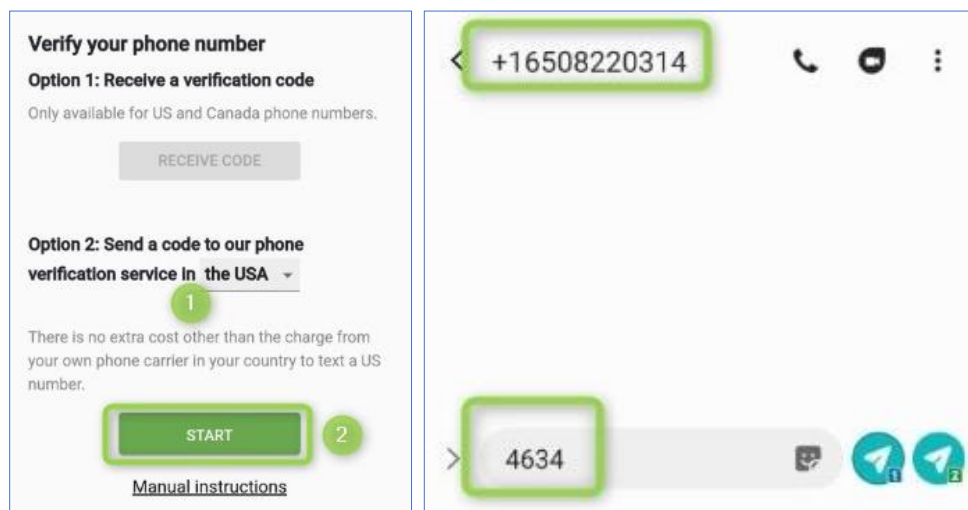 Verify your phone number
Option 1: Receive a verification code
Only available for US and Canada phone numbers.
RECEIVE CODE
Option 2: Send a code to our phone
verification service in the USA
1
There is no extra cost other than the charge from
your own phone carrier in your country to text a US
number.
START
2
Manual instructions
+16508220314
4634
1
2